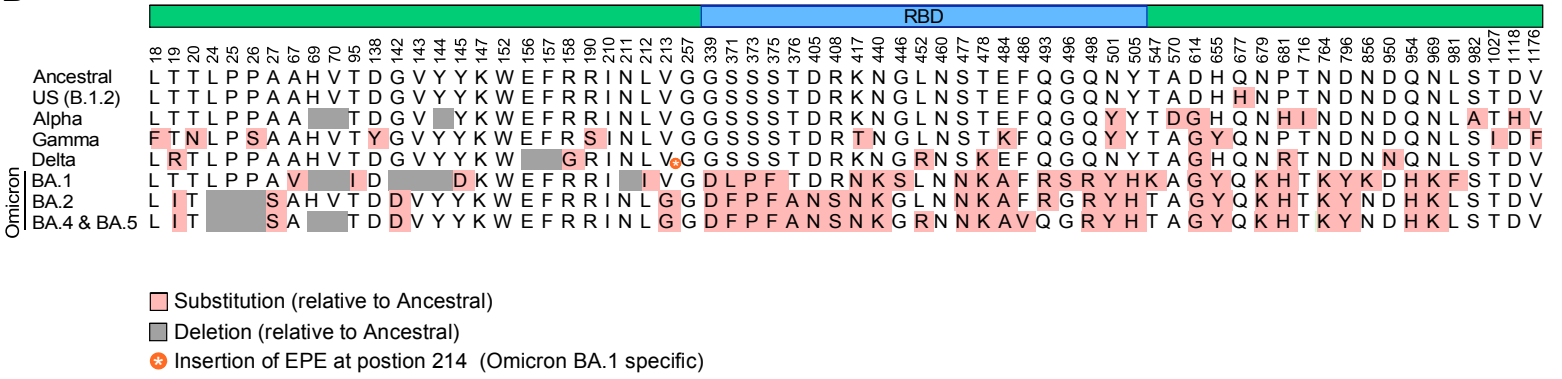 RBD
18 19 20 24 25 26 27 67 69 70 95 138 142 143 144 145 147 152 156 157 158 190 210 211 212 213 257 339 371 373 375 376 405 408 417 440 446 452 460 477 478 484 486 493 496 498 501 505 547 570 614 655 677 679 681 716 764 796 856 950 954 969 981 982 1027 1118 1176
Ancestral L T T L P P A A H V T D G V Y Y K W E F R R I N L V G G S S S T D R K N G L N S T E F Q G Q N Y T A D H Q N P T N D N D Q N L S T D V
US (B.1.2) L T T L P P A A H V T D G V Y Y K W E F R R I N L V G G S S S T D R K N G L N S T E F Q G Q N Y T A D H H N P T N D N D Q N L S T D V
Alpha L T T L P P A A T D G V Y K W E F R R I N L V G G S S S T D R K N G L N S T E F Q G Q Y Y T D G H Q N H I N D N D Q N L A T H V
Gamma F T N L P S A A H V T Y G V Y Y K W E F R S I N L V G G S S S T D R T N G L N S T K F Q G Q Y Y T A G Y Q N P T N D N D Q N L S I D F
Delta L R T L P P A A H V T D G V Y Y K W G R I N L V * G G S S S T D R K N G R N S K E F Q G Q N Y T A G H Q N R T N D N N Q N L S T D V
Omicron
BA.1 L T T L P P A V I D D K W E F R R I I V G D L P F T D R N K S L N N K A F R S R Y H K A G Y Q K H T K Y K D H K F S T D V
BA.2 L I T S A H V T D D V Y Y K W E F R R I N L G G D F P F A N S N K G L N N K A F R G R Y H T A G Y Q K H T K Y N D H K L S T D V
BA.4 & BA.5 L I T S A T D D V Y Y K W E F R R I N L G G D F P F A N S N K G R N N K A V Q G R Y H T A G Y Q K H T K Y N D H K L S T D V
Substitution (relative to Ancestral)
Deletion (relative to Ancestral)
* Insertion of EPE at postion 214 (Omicron BA.1 specific)